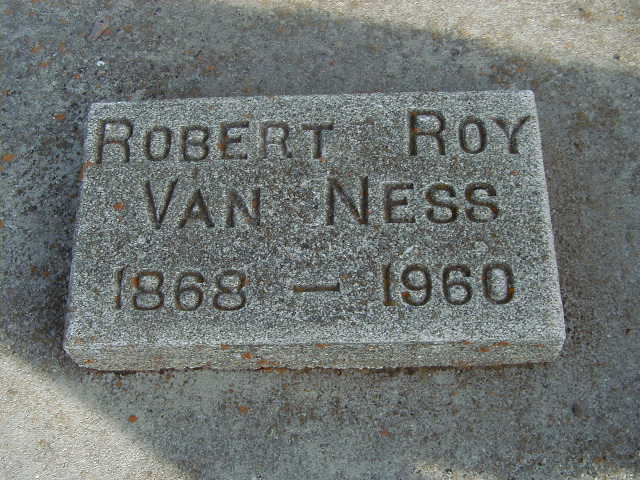 Robert Roy
Van Ness
1868 — 1960